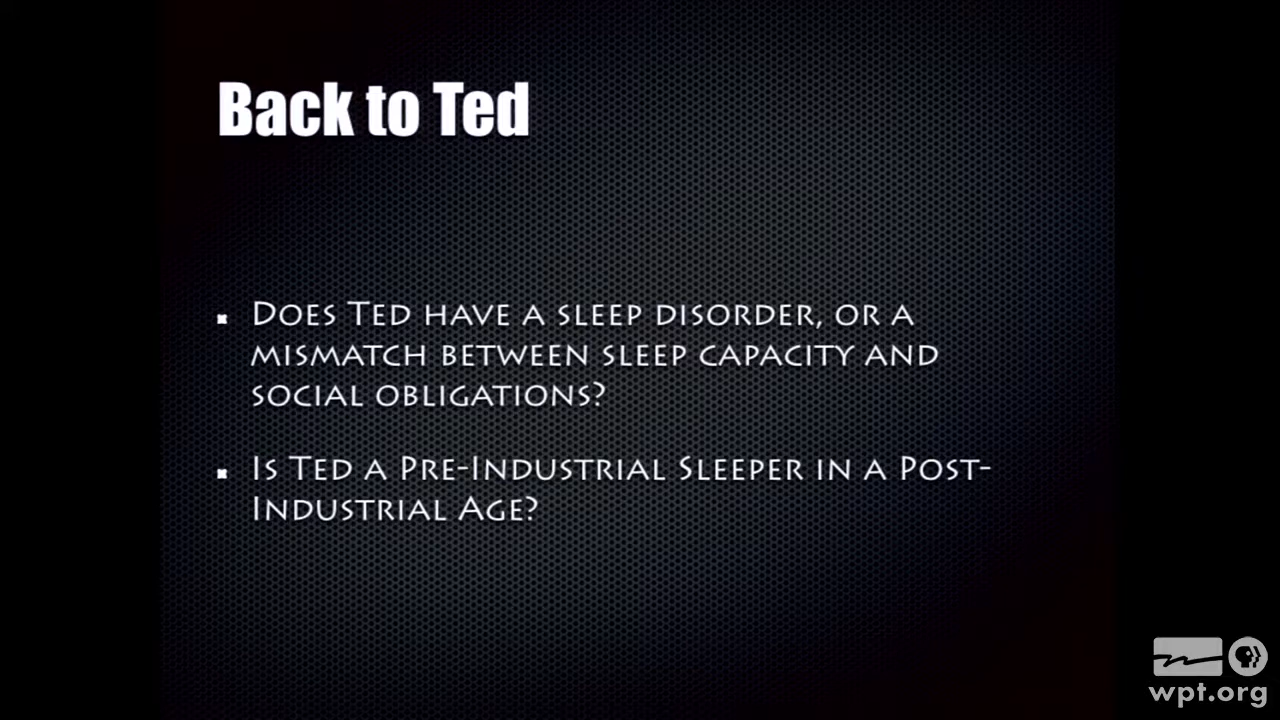 Back to Ted
Does Ted have a sleep disorder, or a
mismatch between sleep capacity and
social obligations?
Is Ted a Pre-Industrial Sleeper in a Post-
Industrial Age?
wpt.org